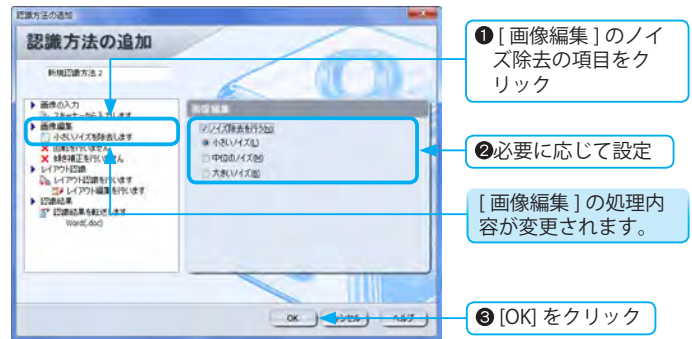 認識方法の追加
認識方法の追加
新規認識方法 2
画像の入力
スキャナーから入力します
画像編集
小さいノイズを除去します
回転を行いません
傾き補正を行いません
レイアウト認識
レイアウト認識を行います
レイアウト編集を行います
認識結果
認識結果を転送します
Word(.doc)
画像編集
ノイズ除去を行う(N)
小さいノイズ(L)
中位のノイズ(M)
大きいノイズ(B)
OK
キャンセル
ヘルプ
❶ [ 画像編集 ] のノイ
ズ除去の項目をク
リック
❷必要に応じて設定
[ 画像編集 ] の処理内
容が変更されます。
❸ [OK] をクリック